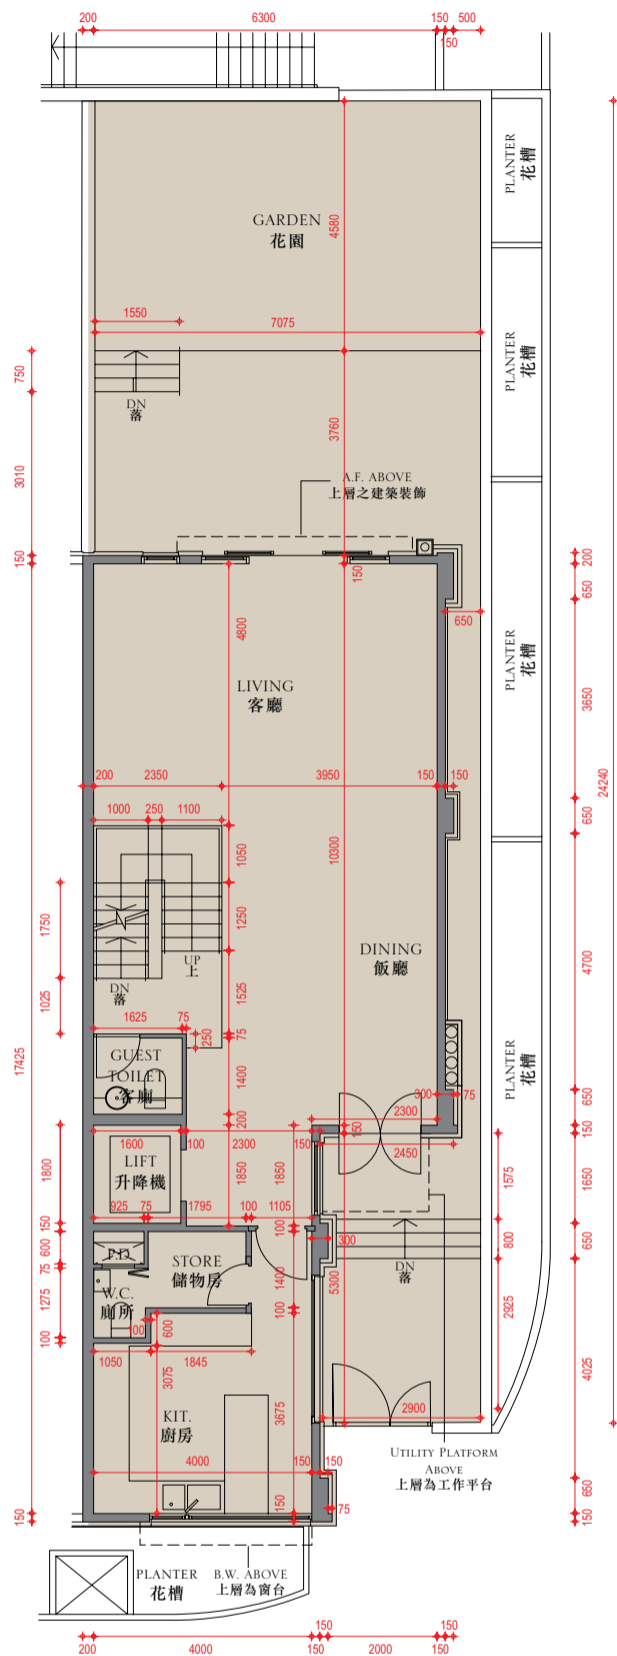 200 6300 150 500
150
PLANTER
花槽
GARDEN
花園
4580
1550
7075
PLANTER
花槽
750
DN
落
3760
3010
A.F. ABOVE
上層之建築裝飾
150
150
200
650
650
4800
PLANTER
花槽
LIVING
客廳
3650
24240
200 2350 3950 150 150
1000 250 1100
650
1050
10300
1750
1250
DINING
飯廳
4700
UP
上
DN
落
1025
1525
1625 75
250
75
17425
GUEST
TOILET
客廁
1400
PLANTER
花槽
300 75
650
2300
200
150
150
1600 100 2300 150
2450
LIFT
升降機
1800
1850
1850
1575
1650
925 75 1795 100 1105
150
100
300
600
P.D.
STORE
儲物房
DN
落
800
650
75
W.C.
廁所
1400
5300
1275
100
100
600
2925
100
1050 1845
3075
4025
KIT.
廚房
3675
2900
UTILITY PLATFORM
ABOVE
上層為工作平台
4000 150 150
75
650
150
150
150
PLANTER
花槽
B.W. ABOVE
上層為窗台
150 150
200 4000 150 2000 150